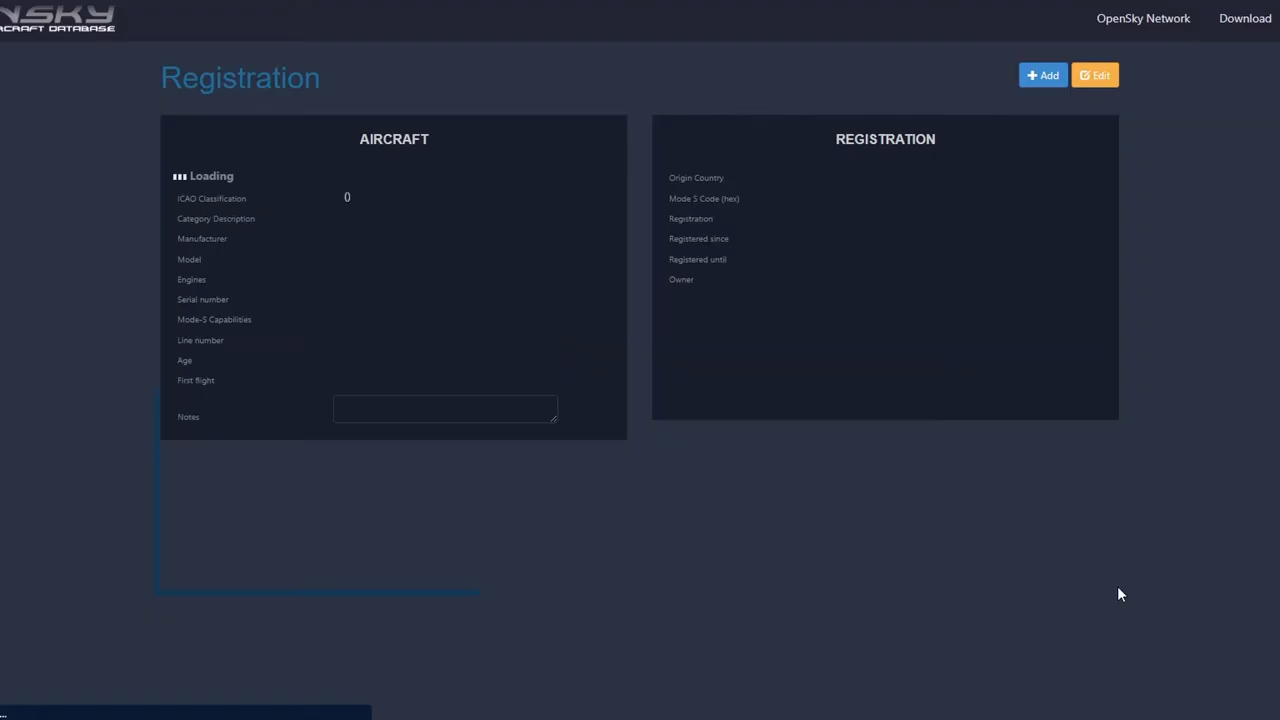 NSKY
RCRAFT DATABASE
OpenSky Network
Download
Registration
Add
Edit
AIRCRAFT
Loading
ICAO Classification
()
Category Description
Manufacturer
Model
Engines
Serial number
Mode-S Capabilities
Line number
Age
First flight
Notes
REGISTRATION
Origin Country
Mode S Code (hex)
Registration
Registered since
Registered until
Owner
...